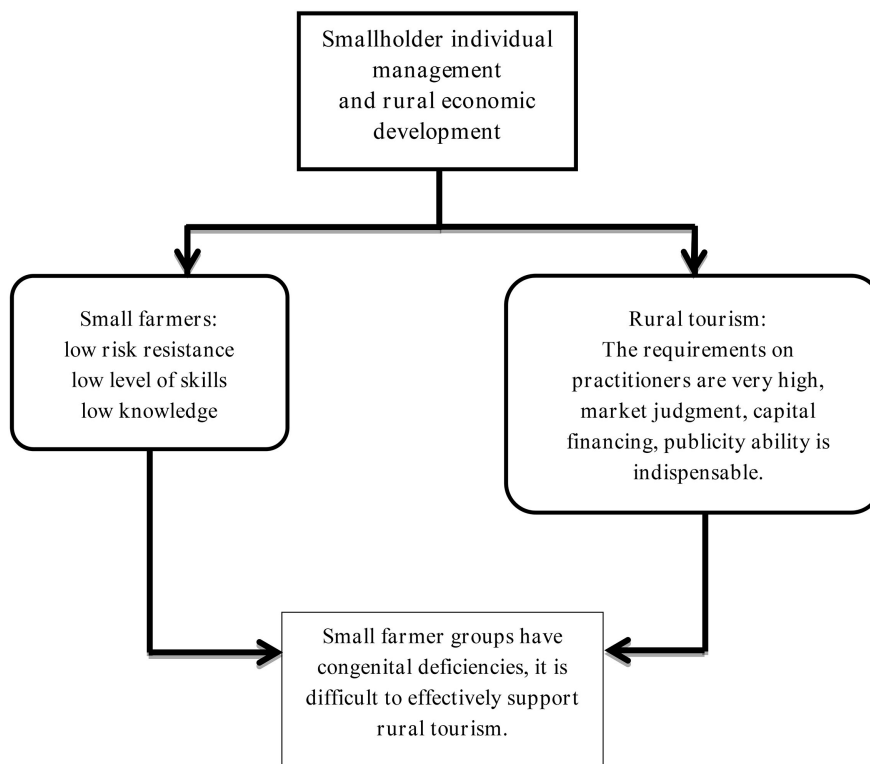 Smallholder individual
management
and rural economic
development
Small farmers:
low risk resistance
low level of skills
low knowledge
Rural tourism:
The requirements on
practitioners are very high,
market judgment, capital
financing, publicity ability is
indispensable.
Small farmer groups have
congenital deficiencies, it is
difficult to effectively support
rural tourism.